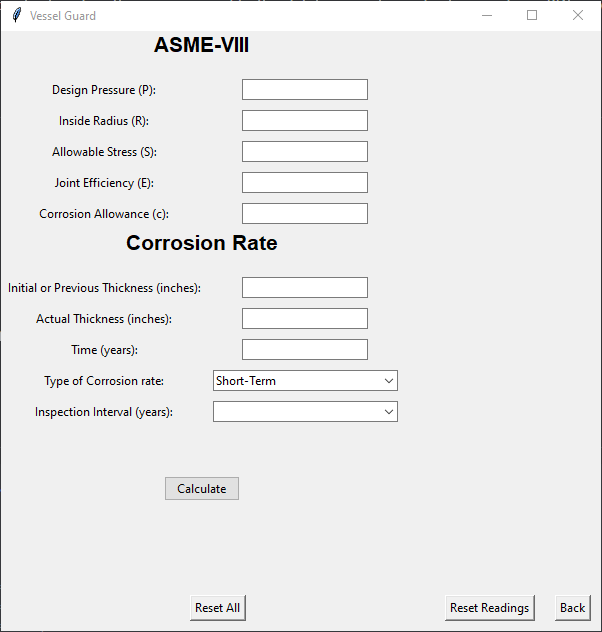 Vessel Guard
ASME-VIII
Design Pressure (P):
Inside Radius (R):
Allowable Stress (S):
Joint Efficiency (E):
Corrosion Allowance (c):
Corrosion Rate
Initial or Previous Thickness (inches):
Actual Thickness (inches):
Time (years):
Type of Corrosion rate: Short-Term
Inspection Interval (years):
Calculate
Reset All Reset Readings Back